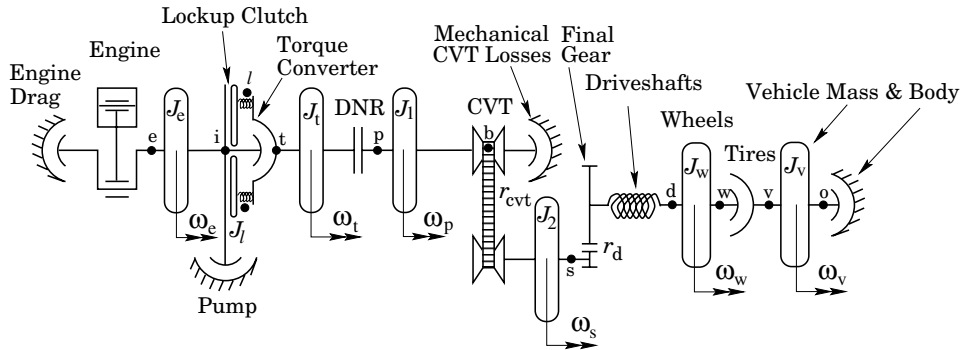 Lockup Clutch
Engine
Torque
Converter
Engine
Drag
Mechanical
CVT Losses
Final
Gear
Driveshafts
Vehicle Mass & Body
Wheels
Tires
DNR
CVT
l
l
e
J_e
i
t
J_t
p
J_1
b
r_cvt
J_2
s
r_d
d
J_w
w
v
J_v
o
J_l
ω_e
ω_t
ω_p
ω_s
ω_w
ω_v
Pump